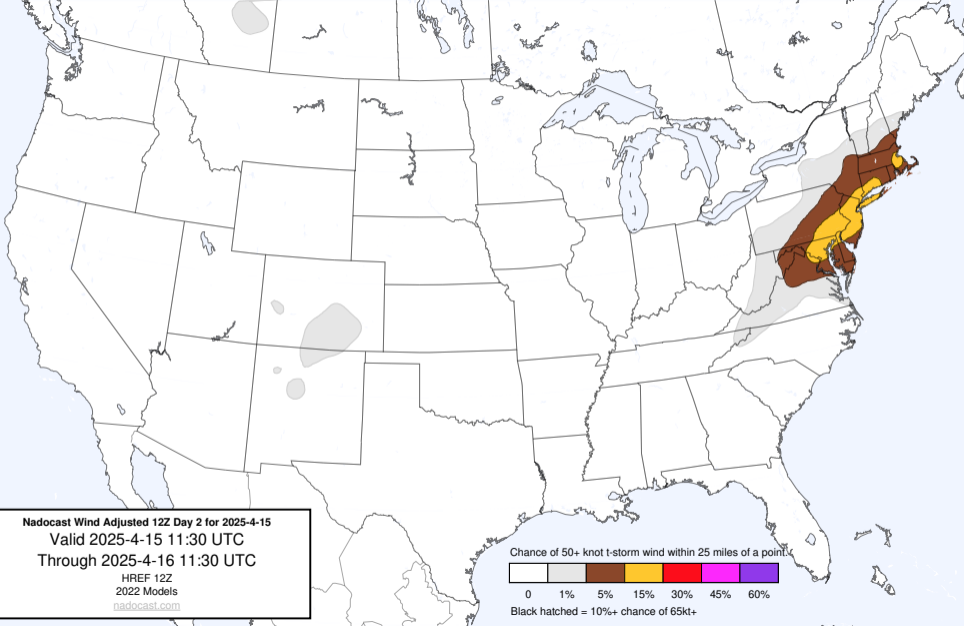 Nadocast Wind Adjusted 12Z Day 2 for 2025-4-15
Valid 2025-4-15 11:30 UTC
Through 2025-4-16 11:30 UTC
HREF 12Z
2022 Models
nadocast.com
Chance of 50+ knot t-storm wind within 25 miles of a point.
0 1% 5% 15% 30% 45% 60%
Black hatched = 10%+ chance of 65kt+